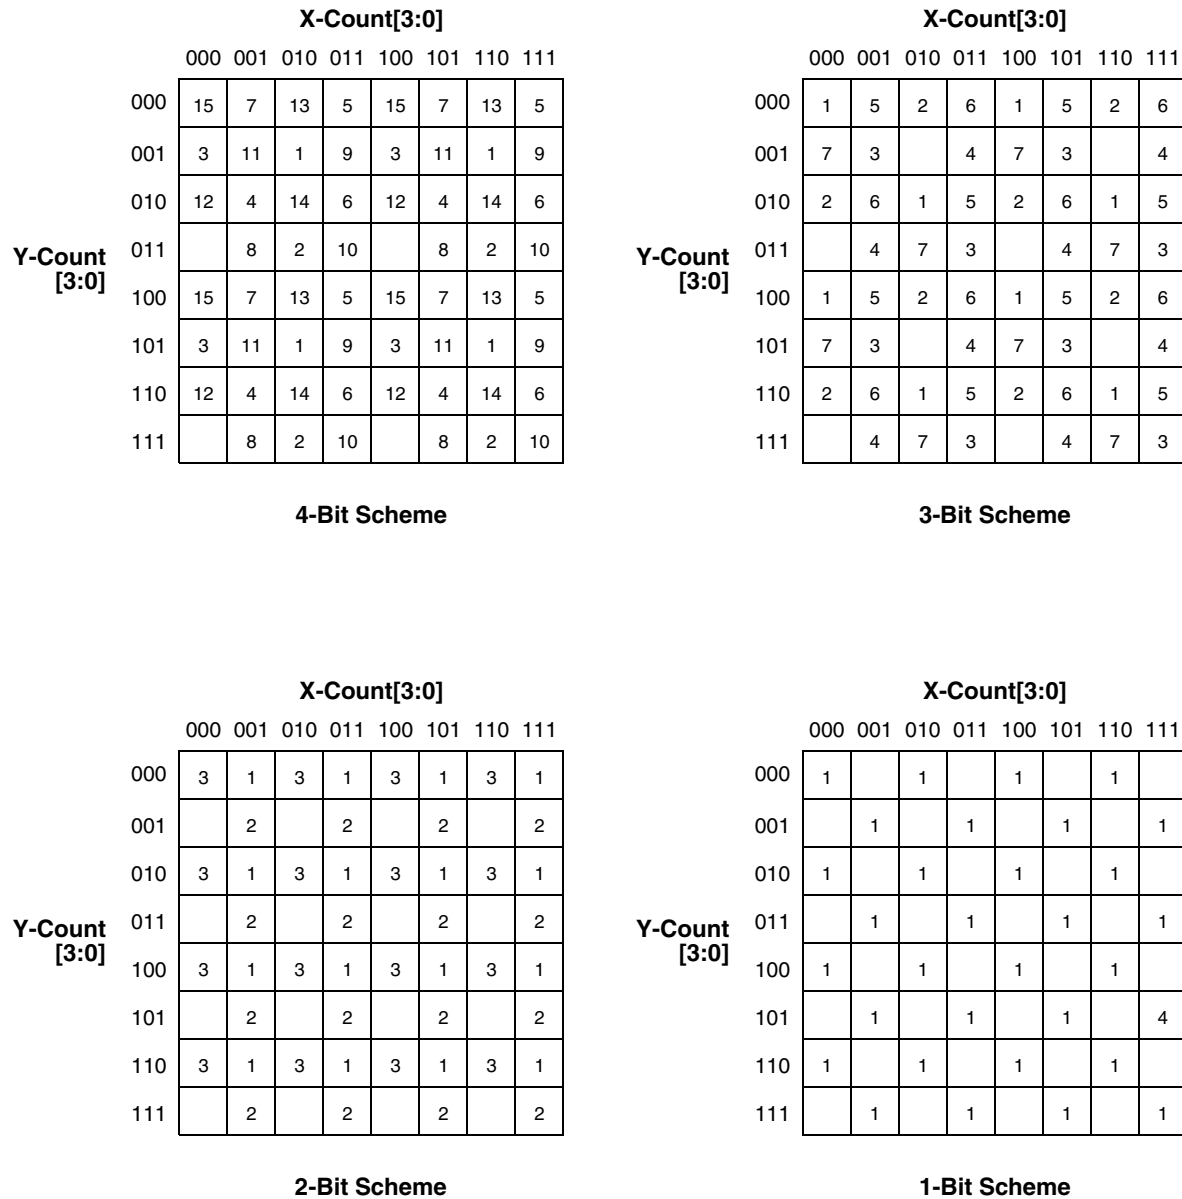 X-Count[3:0]
000 001 010 011 100 101 110 111
000 15 7 13 5 15 7 13 5
001 3 11 1 9 3 11 1 9
010 12 4 14 6 12 4 14 6
Y-Count
[3:0]
011 8 2 10 8 2 10
100 15 7 13 5 15 7 13 5
101 3 11 1 9 3 11 1 9
110 12 4 14 6 12 4 14 6
111 8 2 10 8 2 10
4-Bit Scheme
X-Count[3:0]
000 001 010 011 100 101 110 111
000 1 5 2 6 1 5 2 6
001 7 3 4 7 3 4
010 2 6 1 5 2 6 1 5
Y-Count
[3:0]
011 4 7 3 4 7 3
100 1 5 2 6 1 5 2 6
101 7 3 4 7 3 4
110 2 6 1 5 2 6 1 5
111 4 7 3 4 7 3
3-Bit Scheme
X-Count[3:0]
000 001 010 011 100 101 110 111
000 3 1 3 1 3 1 3 1
001 2 2 2 2
010 3 1 3 1 3 1 3 1
Y-Count
[3:0]
011 2 2 2 2
100 3 1 3 1 3 1 3 1
101 2 2 2 2
110 3 1 3 1 3 1 3 1
111 2 2 2 2
2-Bit Scheme
X-Count[3:0]
000 001 010 011 100 101 110 111
000 1 1 1 1
001 1 1 1 1
010 1 1 1 1
Y-Count
[3:0]
011 1 1 1 1
100 1 1 1 1
101 1 1 1 4
110 1 1 1 1
111 1 1 1 1
1-Bit Scheme